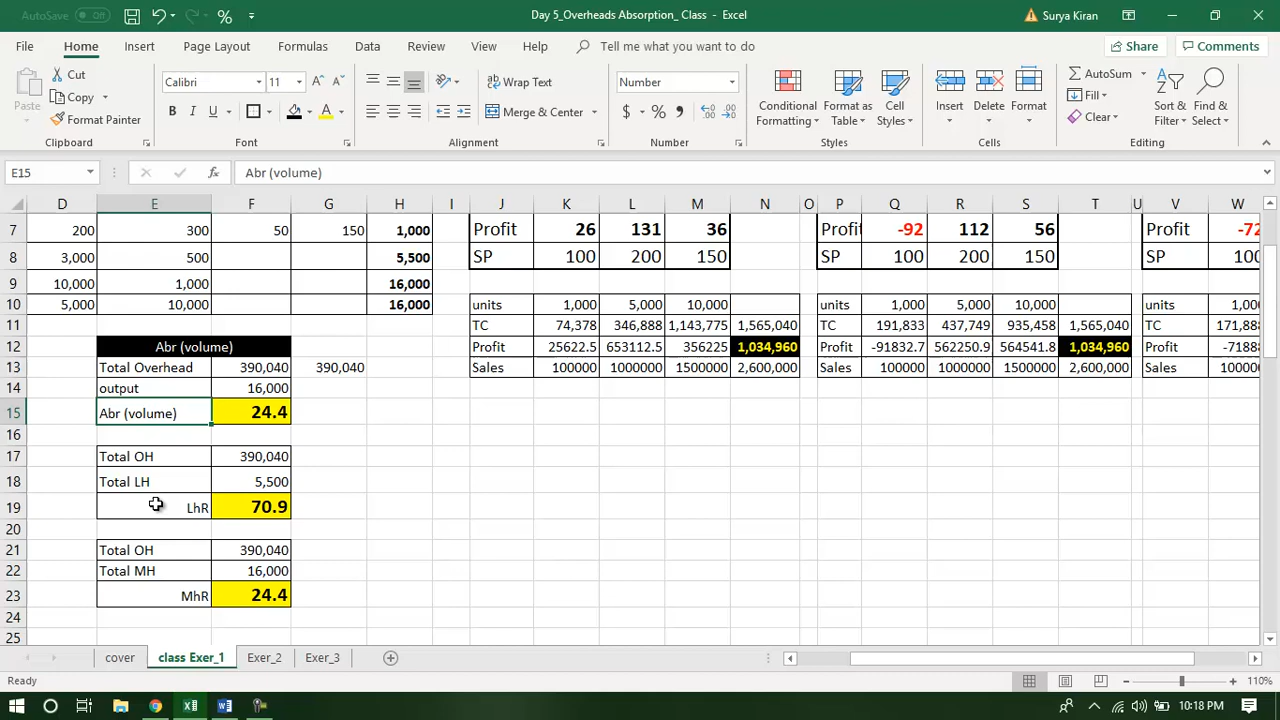 AutoSave Off
Day 5_Overheads Absorption_ Class - Excel
Surya Kiran
File Home Insert Page Layout Formulas Data Review View Help Tell me what you want to do Share Comments
Paste
Cut
Copy
Format Painter
Clipboard
Calibri 11
B I U
Font
Wrap Text
Merge & Center
Alignment
Number
$ % ,
Number
Conditional Formatting
Format as Table
Cell Styles
Styles
Insert Delete Format
Cells
AutoSum
Fill
Clear
Sort & Filter
Find & Select
Editing
E15 fx Abr (volume)
D E F G H I J K L M N O P Q R S T U V W
7 200 300 50 150 1,000 Profit 26 131 36 Profit -92 112 56 Profit -72
8 3,000 500 5,500 SP 100 200 150 SP 100 200 150 SP 100
9 10,000 1,000 16,000
10 5,000 10,000 16,000 units 1,000 5,000 10,000 units 1,000 5,000 10,000 units 1,00
11 TC 74,378 346,888 1,143,775 1,565,040 TC 191,833 437,749 935,458 1,565,040 TC 171,88
12 Abr (volume) Profit 25622.5 653112.5 356225 1,034,960 Profit -91832.7 562250.9 564541.8 1,034,960 Profit -7188
13 Total Overhead 390,040 390,040 Sales 100000 1000000 1500000 2,600,000 Sales 100000 1000000 1500000 2,600,000 Sales 10000
14 output 16,000
15 Abr (volume) 24.4
16
17 Total OH 390,040
18 Total LH 5,500
19 LhR 70.9
20
21 Total OH 390,040
22 Total MH 16,000
23 MhR 24.4
24
25
cover class Exer_1 Exer_2 Exer_3
Ready 110%
10:18 PM